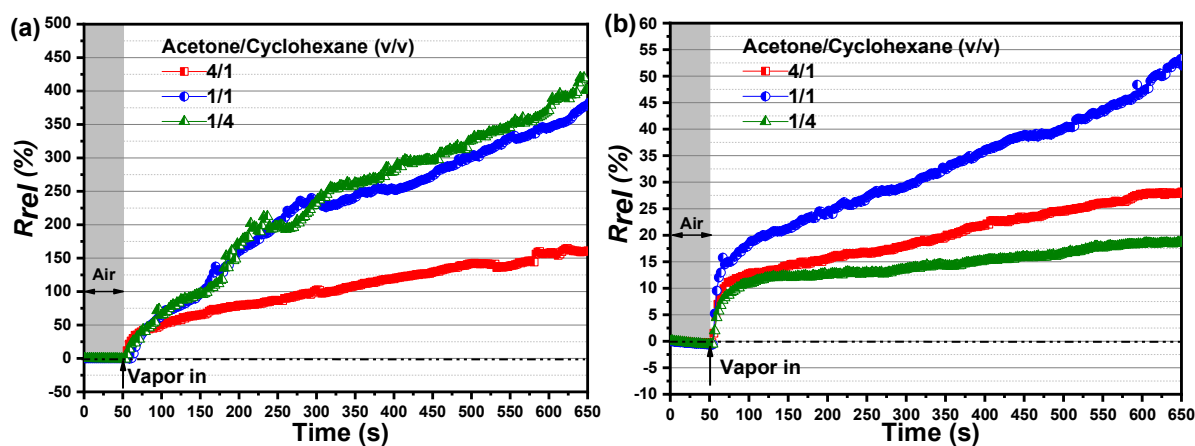 (a)
Acetone/Cyclohexane (v/v)
4/1
1/1
1/4
Air
Vapor in
Rrel (%)
500
450
400
350
300
250
200
150
100
50
0
-50
0 50 100 150 200 250 300 350 400 450 500 550 600 650
Time (s)
(b)
Acetone/Cyclohexane (v/v)
4/1
1/1
1/4
Air
Vapor in
Rrel (%)
60
55
50
45
40
35
30
25
20
15
10
5
0
-5
-10
0 50 100 150 200 250 300 350 400 450 500 550 600 650
Time (s)